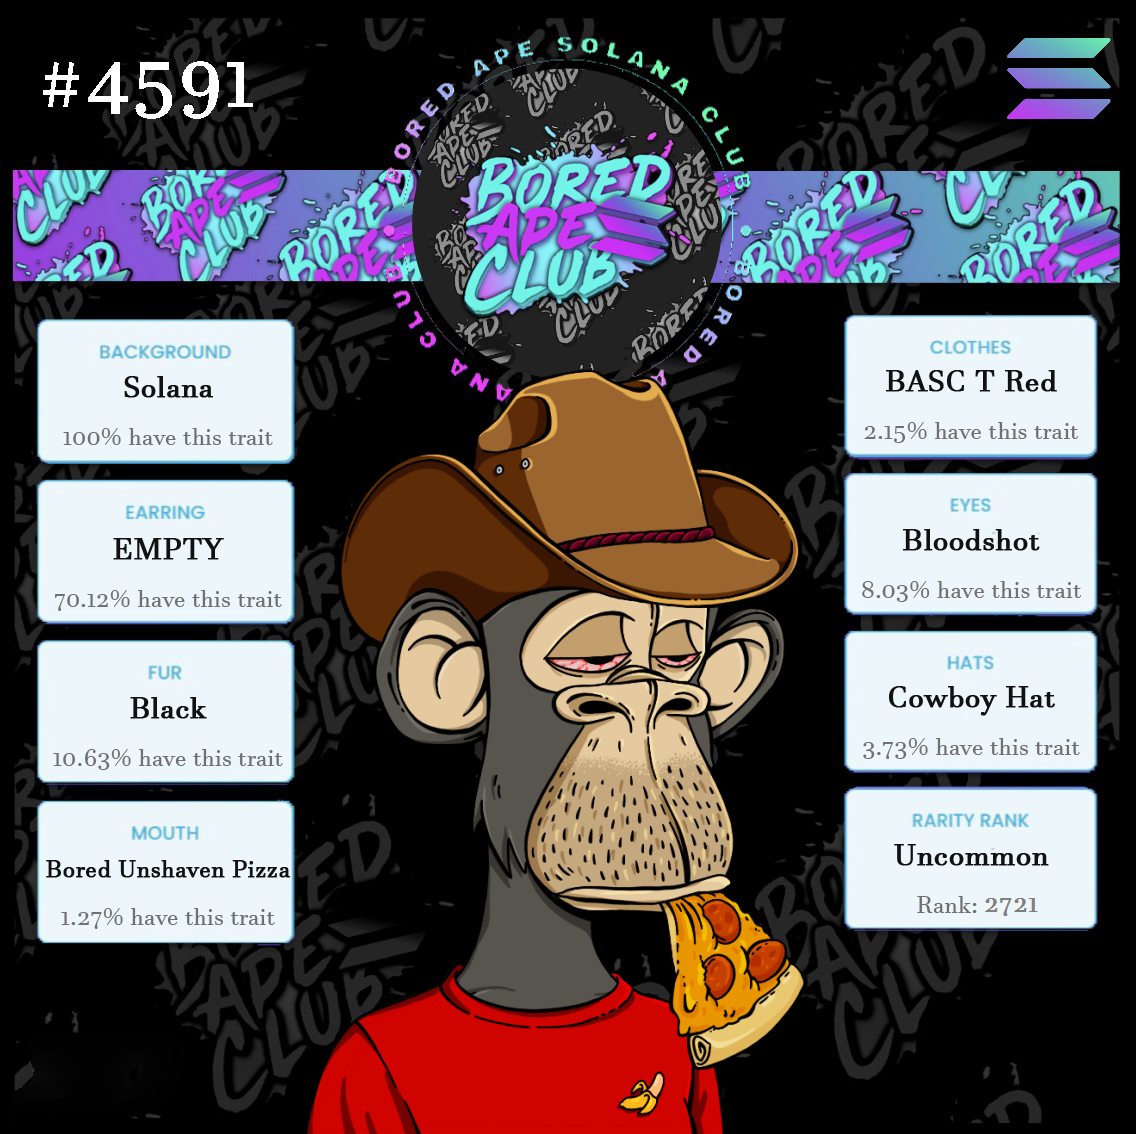 #4591
BORED APE SOLANA CLUB
BORED
APE
CLUB
BACKGROUND
Solana
100% have this trait
EARRING
EMPTY
70.12% have this trait
FUR
Black
10.63% have this trait
MOUTH
Bored Unshaven Pizza
1.27% have this trait
CLOTHES
BASC T Red
2.15% have this trait
EYES
Bloodshot
8.03% have this trait
HATS
Cowboy Hat
3.73% have this trait
RARITY RANK
Uncommon
Rank: 2721